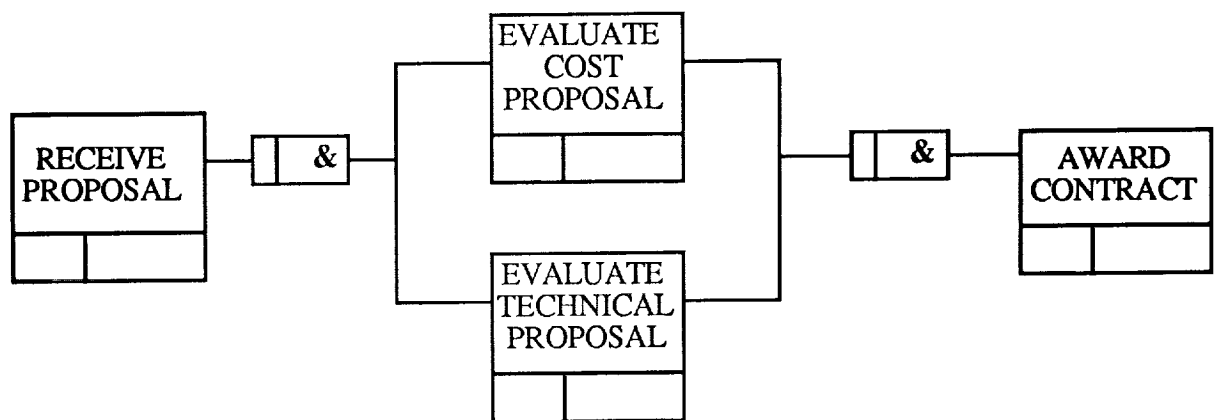 RECEIVE
PROPOSAL
&
EVALUATE
COST
PROPOSAL
EVALUATE
TECHNICAL
PROPOSAL
&
AWARD
CONTRACT